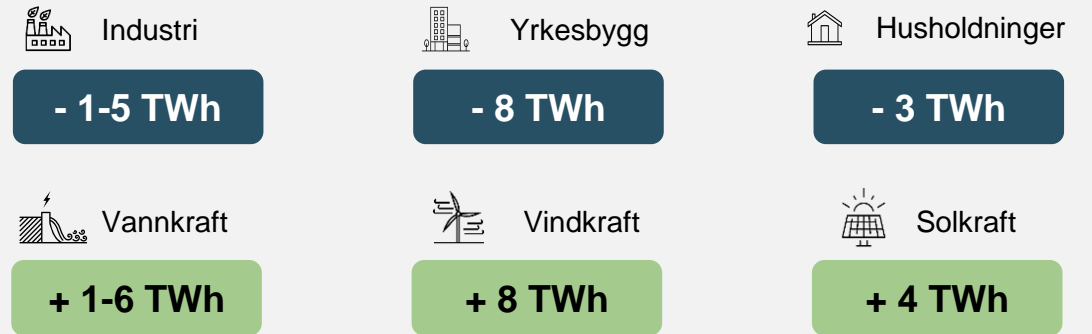 Industri
Yrkesbygg
Husholdninger
- 1-5 TWh
- 8 TWh
- 3 TWh
Vannkraft
Vindkraft
Solkraft
+ 1-6 TWh
+ 8 TWh
+ 4 TWh